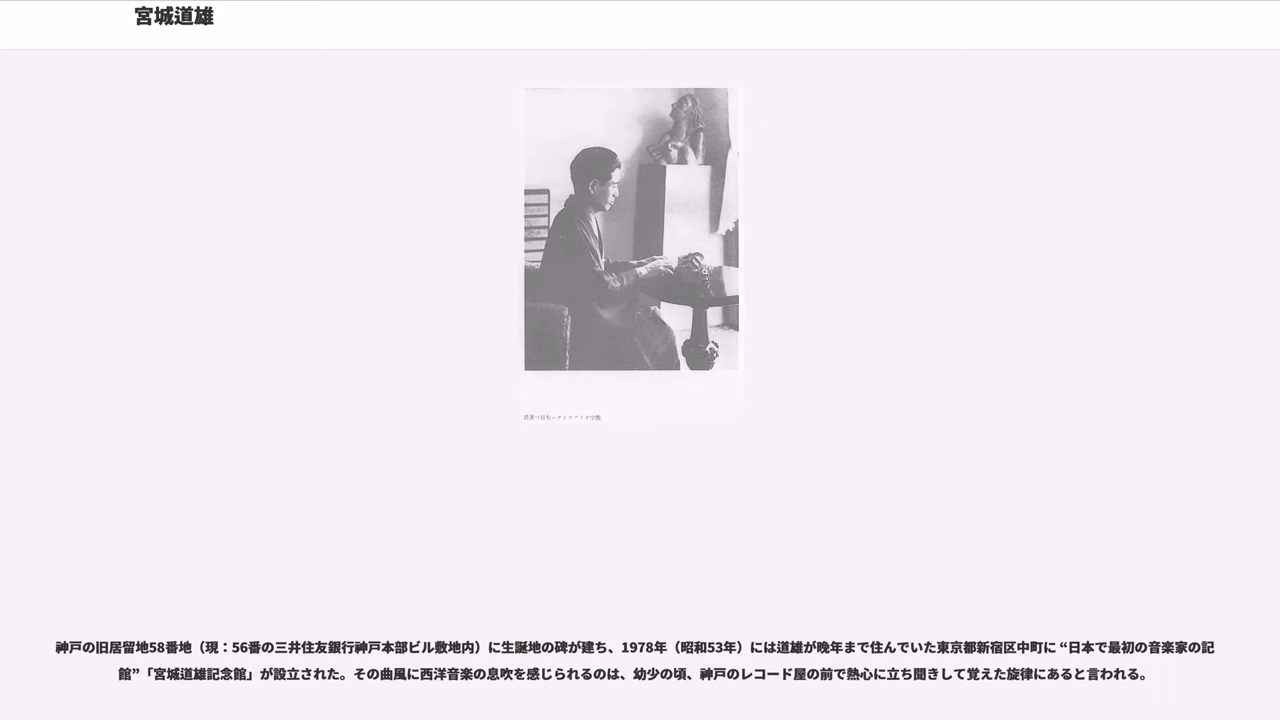 宮城道雄
神戸の旧居留地58番地（現：56番の三井住友銀行神戸本部ビル敷地内）に生誕地の碑が建ち、1978年（昭和53年）には道雄が晩年まで住んでいた東京都新宿区中町に “日本で最初の音楽家の記
館”「宮城道雄記念館」が設立された。その曲風に西洋音楽の息吹を感じられるのは、幼少の頃、神戸のレコード屋の前で熱心に立ち聞きして覚えた旋律にあると言われる。